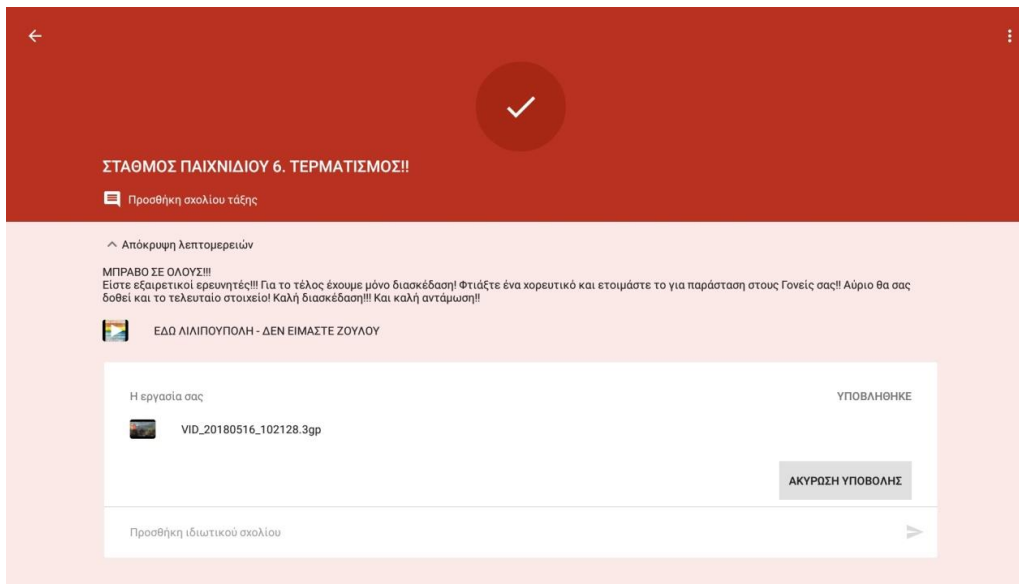 ΣΤΑΘΜΟΣ ΠΑΙΧΝΙΔΙΟΥ 6. ΤΕΡΜΑΤΙΣΜΟΣ!!
Προσθήκη σχολίου τάξης
Απόκρυψη λεπτομερειών
ΜΠΡΑΒΟ ΣΕ ΟΛΟΥΣ!!!
Είστε εξαιρετικοί ερευνητές!!! Για το τέλος έχουμε μόνο διασκέδαση! Φτιάξτε ένα χορευτικό και ετοιμάστε το για παράσταση στους Γονείς σας!! Αύριο θα σας
δοθεί και το τελευταίο στοιχείο! Καλή διασκέδαση!!! Και καλή αντάμωση!!
ΕΔΩ ΛΙΛΙΠΟΥΠΟΛΗ - ΔΕΝ ΕΙΜΑΣΤΕ ΖΟΥΛΟΥ
Η εργασία σας
ΥΠΟΒΛΗΘΗΚΕ
VID_20180516_102128.3gp
ΑΚΥΡΩΣΗ ΥΠΟΒΟΛΗΣ
Προσθήκη ιδιωτικού σχολίου